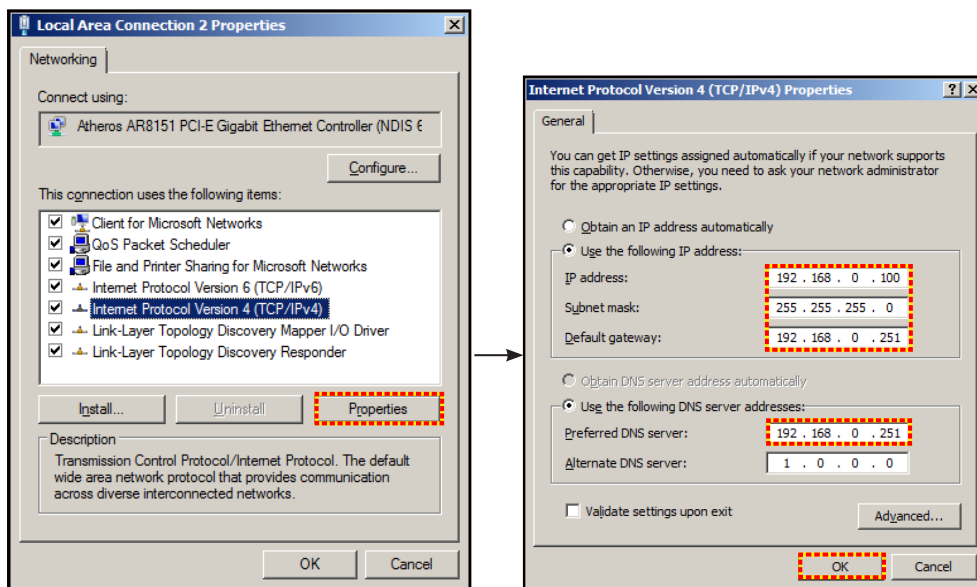 Local Area Connection 2 Properties
Networking
Connect using:
Atheros AR8151 PCI-E Gigabit Ethernet Controller (NDIS 6
Configure...
This connection uses the following items:
Client for Microsoft Networks
QoS Packet Scheduler
File and Printer Sharing for Microsoft Networks
Internet Protocol Version 6 (TCP/IPv6)
Internet Protocol Version 4 (TCP/IPv4)
Link-Layer Topology Discovery Mapper I/O Driver
Link-Layer Topology Discovery Responder
Install...
Uninstall
Properties
Description
Transmission Control Protocol/Internet Protocol. The default
wide area network protocol that provides communication
across diverse interconnected networks.
OK
Cancel
Internet Protocol Version 4 (TCP/IPv4) Properties
General
You can get IP settings assigned automatically if your network supports
this capability. Otherwise, you need to ask your network administrator
for the appropriate IP settings.
Obtain an IP address automatically
Use the following IP address:
IP address: 192 . 168 . 0 . 100
Subnet mask: 255 . 255 . 255 . 0
Default gateway: 192 . 168 . 0 . 251
Obtain DNS server address automatically
Use the following DNS server addresses:
Preferred DNS server: 192 . 168 . 0 . 251
Alternate DNS server: 1 . 0 . 0 . 0
Validate settings upon exit
Advanced...
OK
Cancel